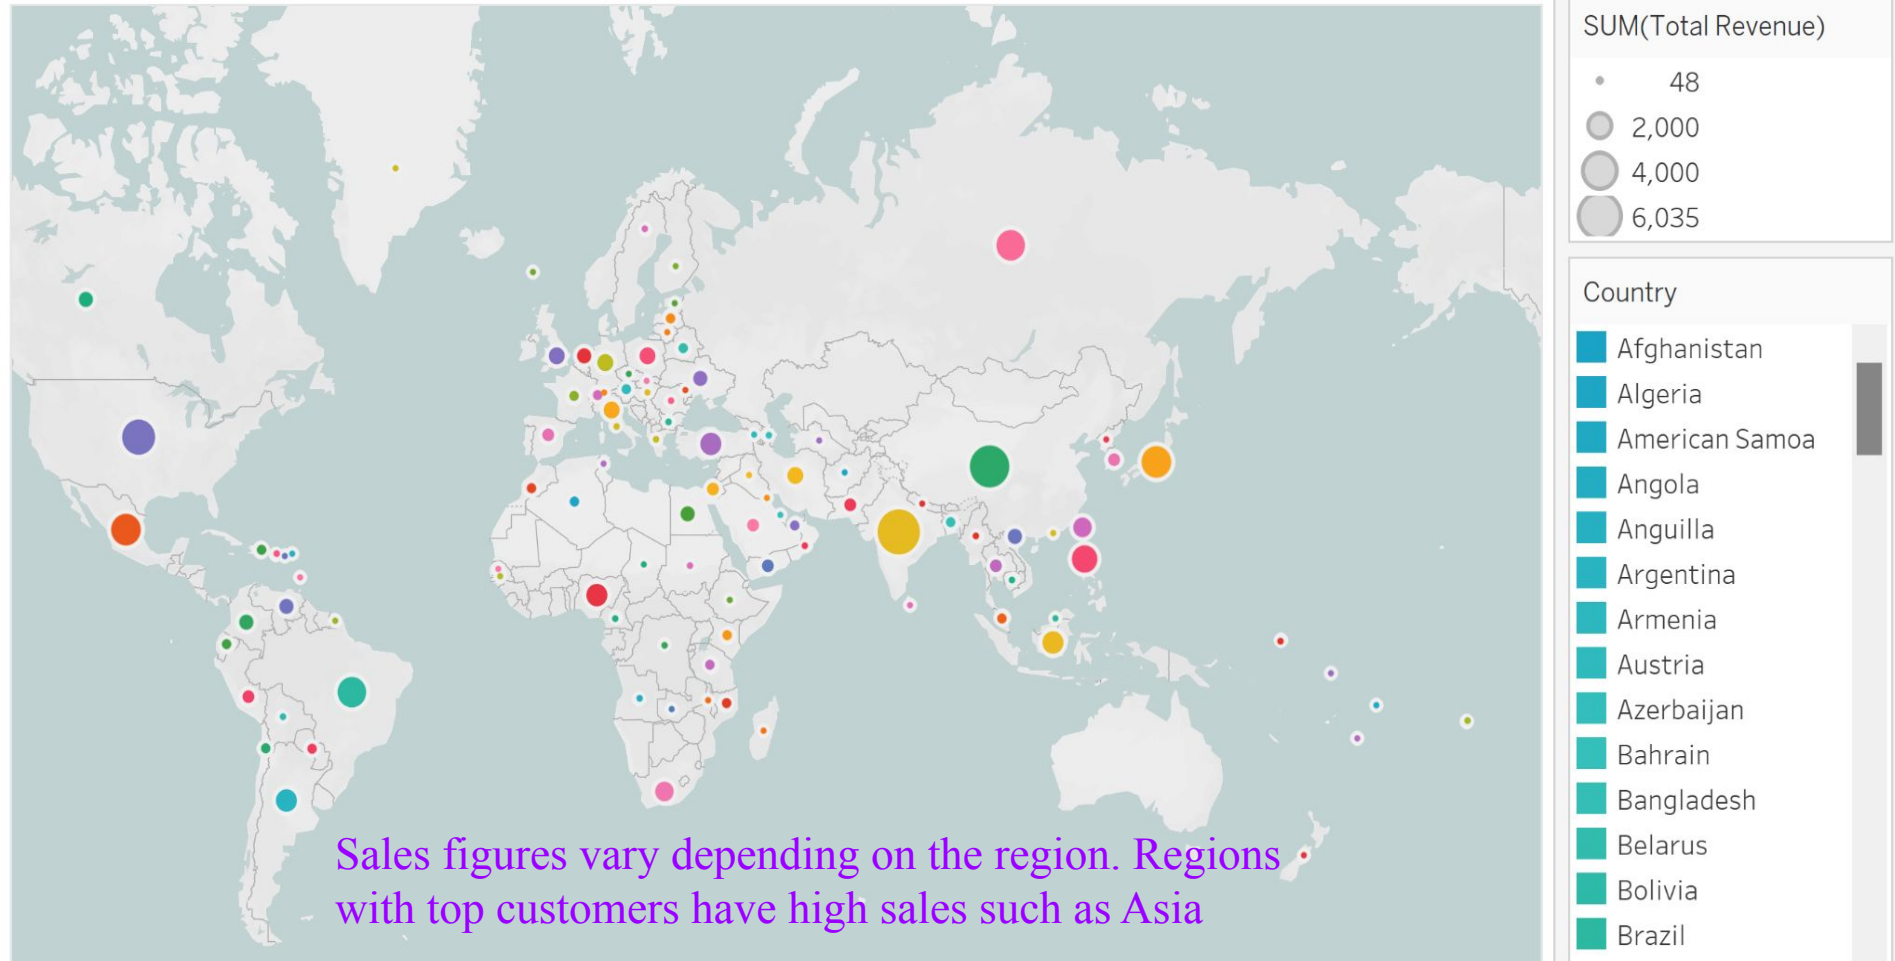 Sales figures vary depending on the region. Regions
with top customers have high sales such as Asia
SUM(Total Revenue)
48
2,000
4,000
6,035
Country
Afghanistan
Algeria
American Samoa
Angola
Anguilla
Argentina
Armenia
Austria
Azerbaijan
Bahrain
Bangladesh
Belarus
Bolivia
Brazil